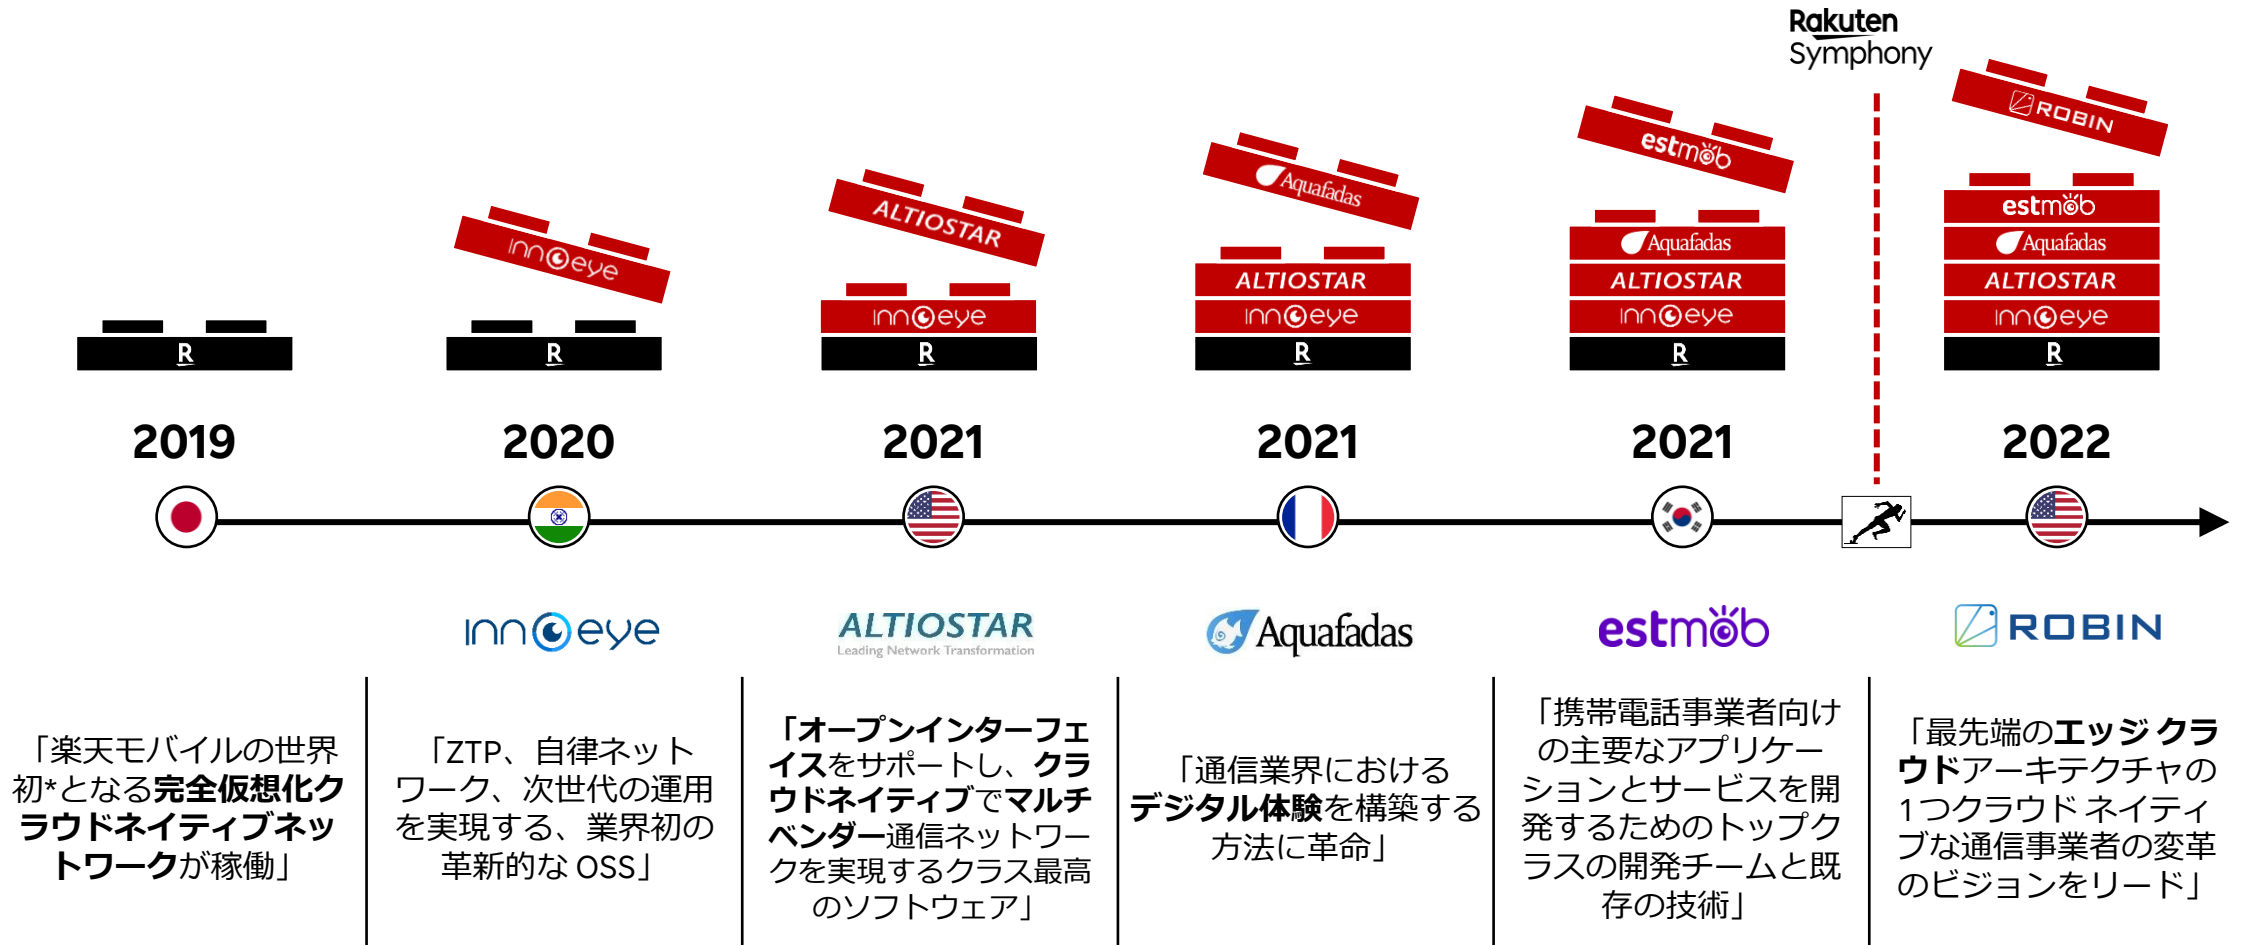 Rakuten
Symphony
ROBIN
estmob
Aquafadas
ALTIOSTAR
innoeye
estmob
Aquafadas
ALTIOSTAR
innoeye
R
Aquafadas
ALTIOSTAR
innoeye
R
ALTIOSTAR
innoeye
R
innoeye
R
R
estmob
Aquafadas
ALTIOSTAR
innoeye
R
2019
2020
2021
2021
2021
2022
innoeye
ALTIOSTAR
Leading Network Transformation
Aquafadas
estmob
ROBIN
「楽天モバイルの世界
初*となる完全仮想化ク
ラウドネイティブネッ
トワークが稼働」
「ZTP、自律ネット
ワーク、次世代の運用
を実現する、業界初の
革新的な OSS」
「オープンインターフェ
イスをサポートし、クラ
ウドネイティブでマルチ
ベンダー通信ネットワー
クを実現するクラス最高
のソフトウェア」
「通信業界における
デジタル体験を構築する
方法に革命」
「携帯電話事業者向け
の主要なアプリケー
ションとサービスを開
発するためのトップク
ラスの開発チームと既
存の技術」
「最先端のエッジ クラ
ウドアーキテクチャの
1つクラウド ネイティ
ブな通信事業者の変革
のビジョンをリード」